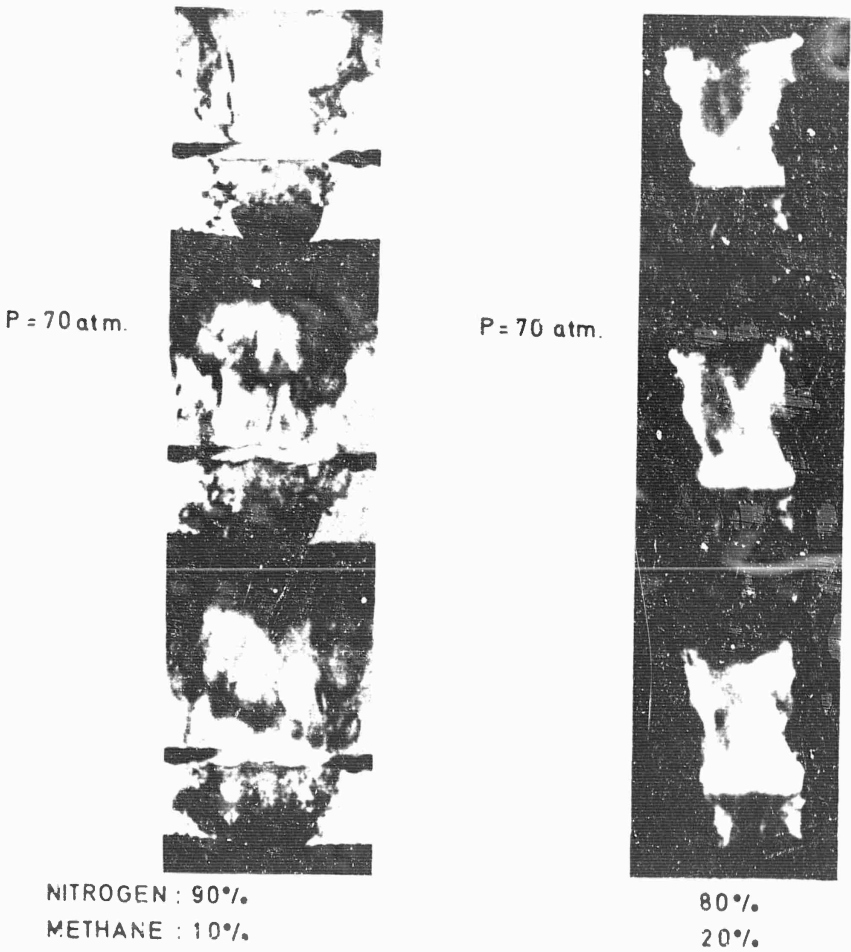 P = 70 atm.
P = 70 atm.
NITROGEN : 90%
METHANE : 10%
80%
20%